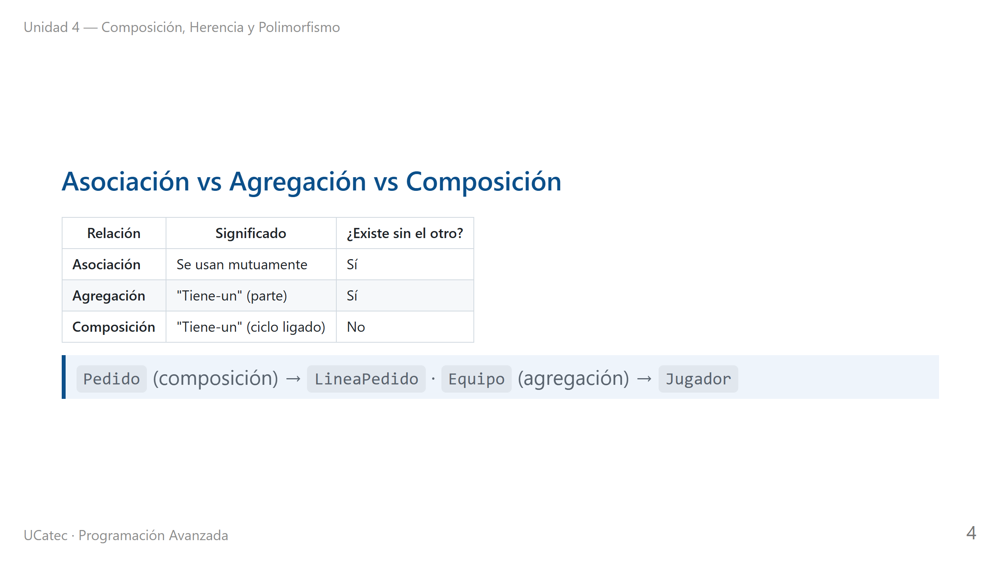 Unidad 4 — Composición, Herencia y Polimorfismo
Asociación vs Agregación vs Composición
Relación Significado ¿Existe sin el otro?
Asociación Se usan mutuamente Sí
Agregación "Tiene-un" (parte) Sí
Composición "Tiene-un" (ciclo ligado) No
Pedido (composición) → LineaPedido · Equipo (agregación) → Jugador
UCatec · Programación Avanzada
4